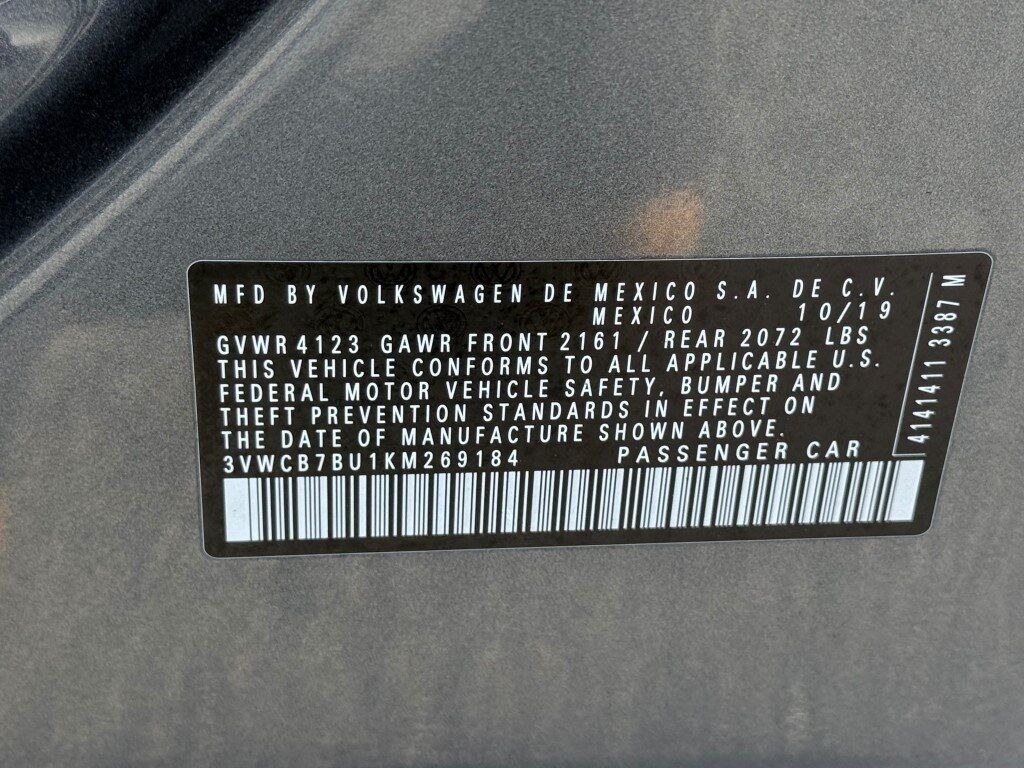 MFD BY VOLKSWAGEN DE MEXICO S.A. DE C.V.
MEXICO 10/19
GVWR 4123 GAWR FRONT 2161 / REAR 2072 LBS
THIS VEHICLE CONFORMS TO ALL APPLICABLE U.S.
FEDERAL MOTOR VEHICLE SAFETY, BUMPER AND
THEFT PREVENTION STANDARDS IN EFFECT ON
THE DATE OF MANUFACTURE SHOWN ABOVE.
3VWCB7BU1KM269184 PASSENGER CAR
4141411 3387 M